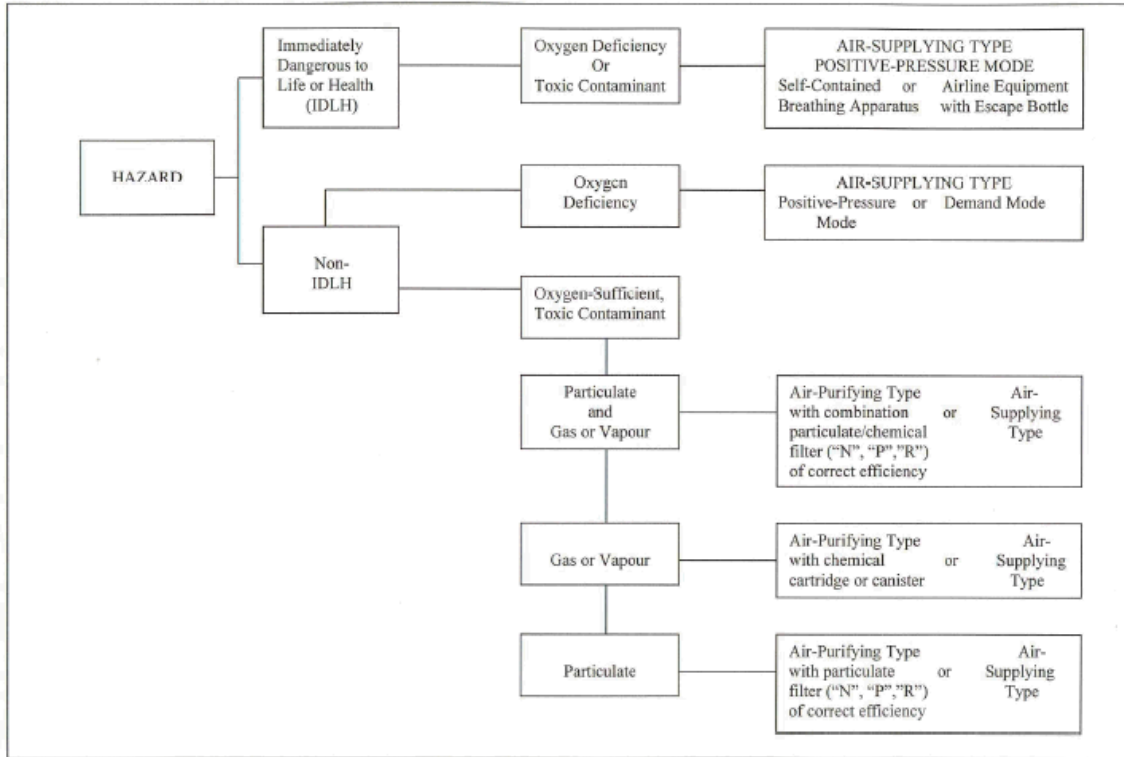 Immediately
Dangerous to
Life or Health
(IDLH)
Oxygen Deficiency
Or
Toxic Contaminant
AIR-SUPPLYING TYPE
POSITIVE-PRESSURE MODE
Self-Contained or Airline Equipment
Breathing Apparatus with Escape Bottle
HAZARD
Oxygen
Deficiency
AIR-SUPPLYING TYPE
Positive-Pressure or Demand Mode
Mode
Non-
IDLH
Oxygen-Sufficient,
Toxic Contaminant
Particulate
and
Gas or Vapour
Air-Purifying Type Air-
with combination or Supplying
particulate/chemical Type
filter ("N", "P","R")
of correct efficiency
Gas or Vapour
Air-Purifying Type Air-
with chemical or Supplying
cartridge or canister Type
Particulate
Air-Purifying Type Air-
with particulate or Supplying
filter ("N", "P","R") Type
of correct efficiency